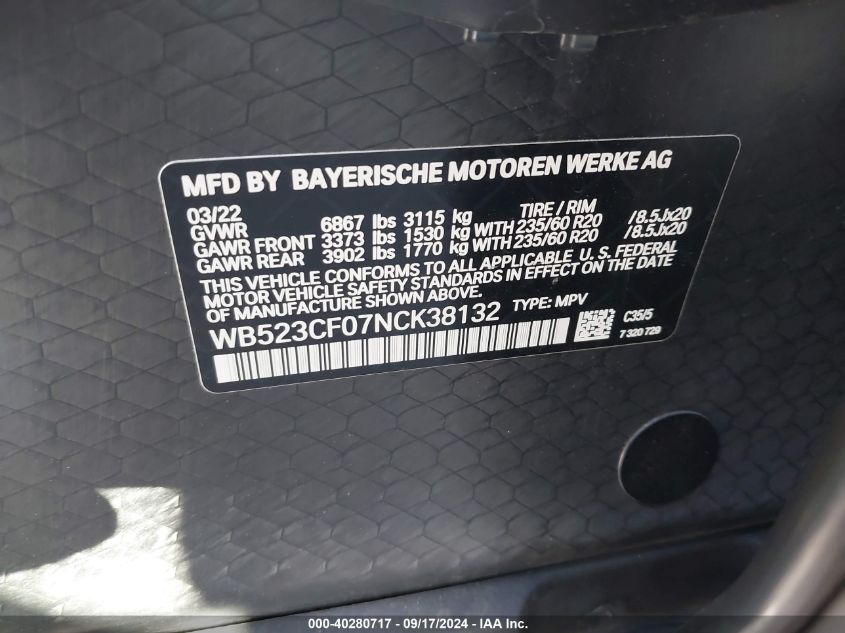 MFD BY BAYERISCHE MOTOREN WERKE AG
03/22 TIRE / RIM
GVWR 6867 lbs 3115 kg
GAWR FRONT 3373 lbs 1530 kg WITH 235/60 R20 /8.5Jx20
GAWR REAR 3902 lbs 1770 kg WITH 235/60 R20 /8.5Jx20
THIS VEHICLE CONFORMS TO ALL APPLICABLE U. S. FEDERAL
MOTOR VEHICLE SAFETY STANDARDS IN EFFECT ON THE DATE
OF MANUFACTURE SHOWN ABOVE.
WB523CF07NCK38132 TYPE: MPV
C35/5
7 320 729
000-40280717 - 09/17/2024 - IAA Inc.